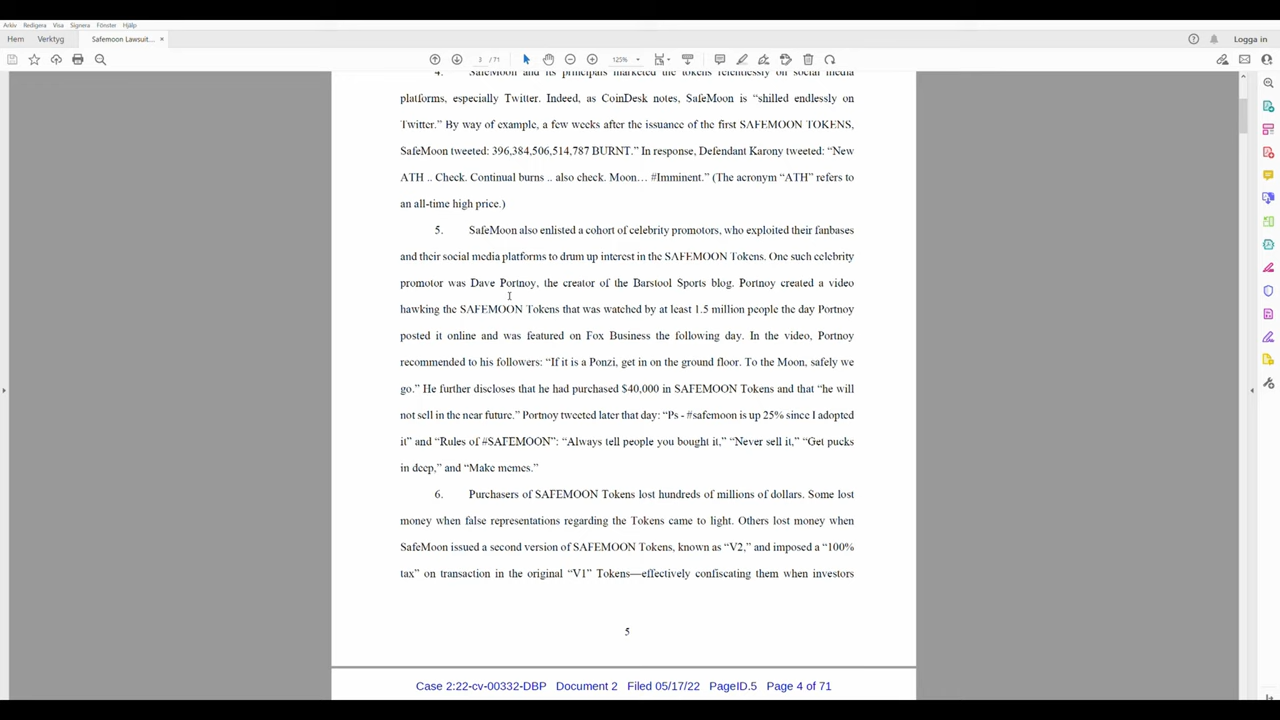 Arkiv Redigera Visa Signera Fönster Hjälp
Hem Verktyg Safemoon Lawsuit... × Logga in
3 / 71 125%
4. SafeMoon and its principals marketed the tokens relentlessly on social media
platforms, especially Twitter. Indeed, as CoinDesk notes, SafeMoon is “shilled endlessly on
Twitter.” By way of example, a few weeks after the issuance of the first SAFEMOON TOKENS,
SafeMoon tweeted: 396,384,506,514,787 BURNT.” In response, Defendant Karony tweeted: “New
ATH .. Check. Continual burns .. also check. Moon… #Imminent.” (The acronym “ATH” refers to
an all-time high price.)
5. SafeMoon also enlisted a cohort of celebrity promotors, who exploited their fanbases
and their social media platforms to drum up interest in the SAFEMOON Tokens. One such celebrity
promotor was Dave Portnoy, the creator of the Barstool Sports blog. Portnoy created a video
hawking the SAFEMOON Tokens that was watched by at least 1.5 million people the day Portnoy
posted it online and was featured on Fox Business the following day. In the video, Portnoy
recommended to his followers: “If it is a Ponzi, get in on the ground floor. To the Moon, safely we
go.” He further discloses that he had purchased $40,000 in SAFEMOON Tokens and that “he will
not sell in the near future.” Portnoy tweeted later that day: “Ps - #safemoon is up 25% since I adopted
it” and “Rules of #SAFEMOON”: “Always tell people you bought it,” “Never sell it,” “Get pucks
in deep,” and “Make memes.”
6. Purchasers of SAFEMOON Tokens lost hundreds of millions of dollars. Some lost
money when false representations regarding the Tokens came to light. Others lost money when
SafeMoon issued a second version of SAFEMOON Tokens, known as “V2,” and imposed a “100%
tax” on transaction in the original “V1” Tokens—effectively confiscating them when investors
5
Case 2:22-cv-00332-DBP Document 2 Filed 05/17/22 PageID.5 Page 4 of 71